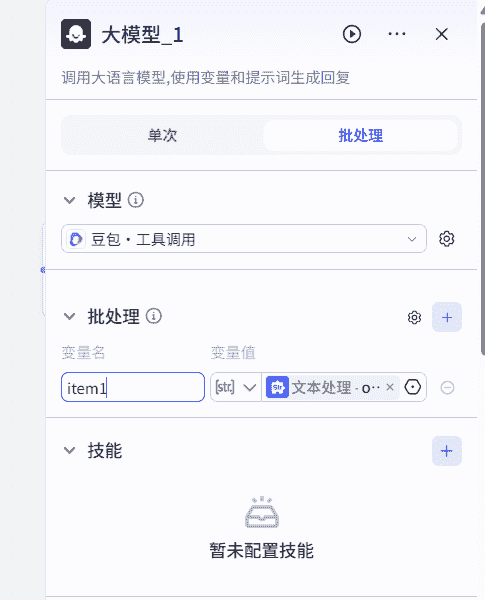 大模型_1
调用大语言模型,使用变量和提示词生成回复
单次 批处理
模型
豆包·工具调用
批处理
变量名 变量值
item1 [str] Str 文本处理 - o··
技能
暂未配置技能